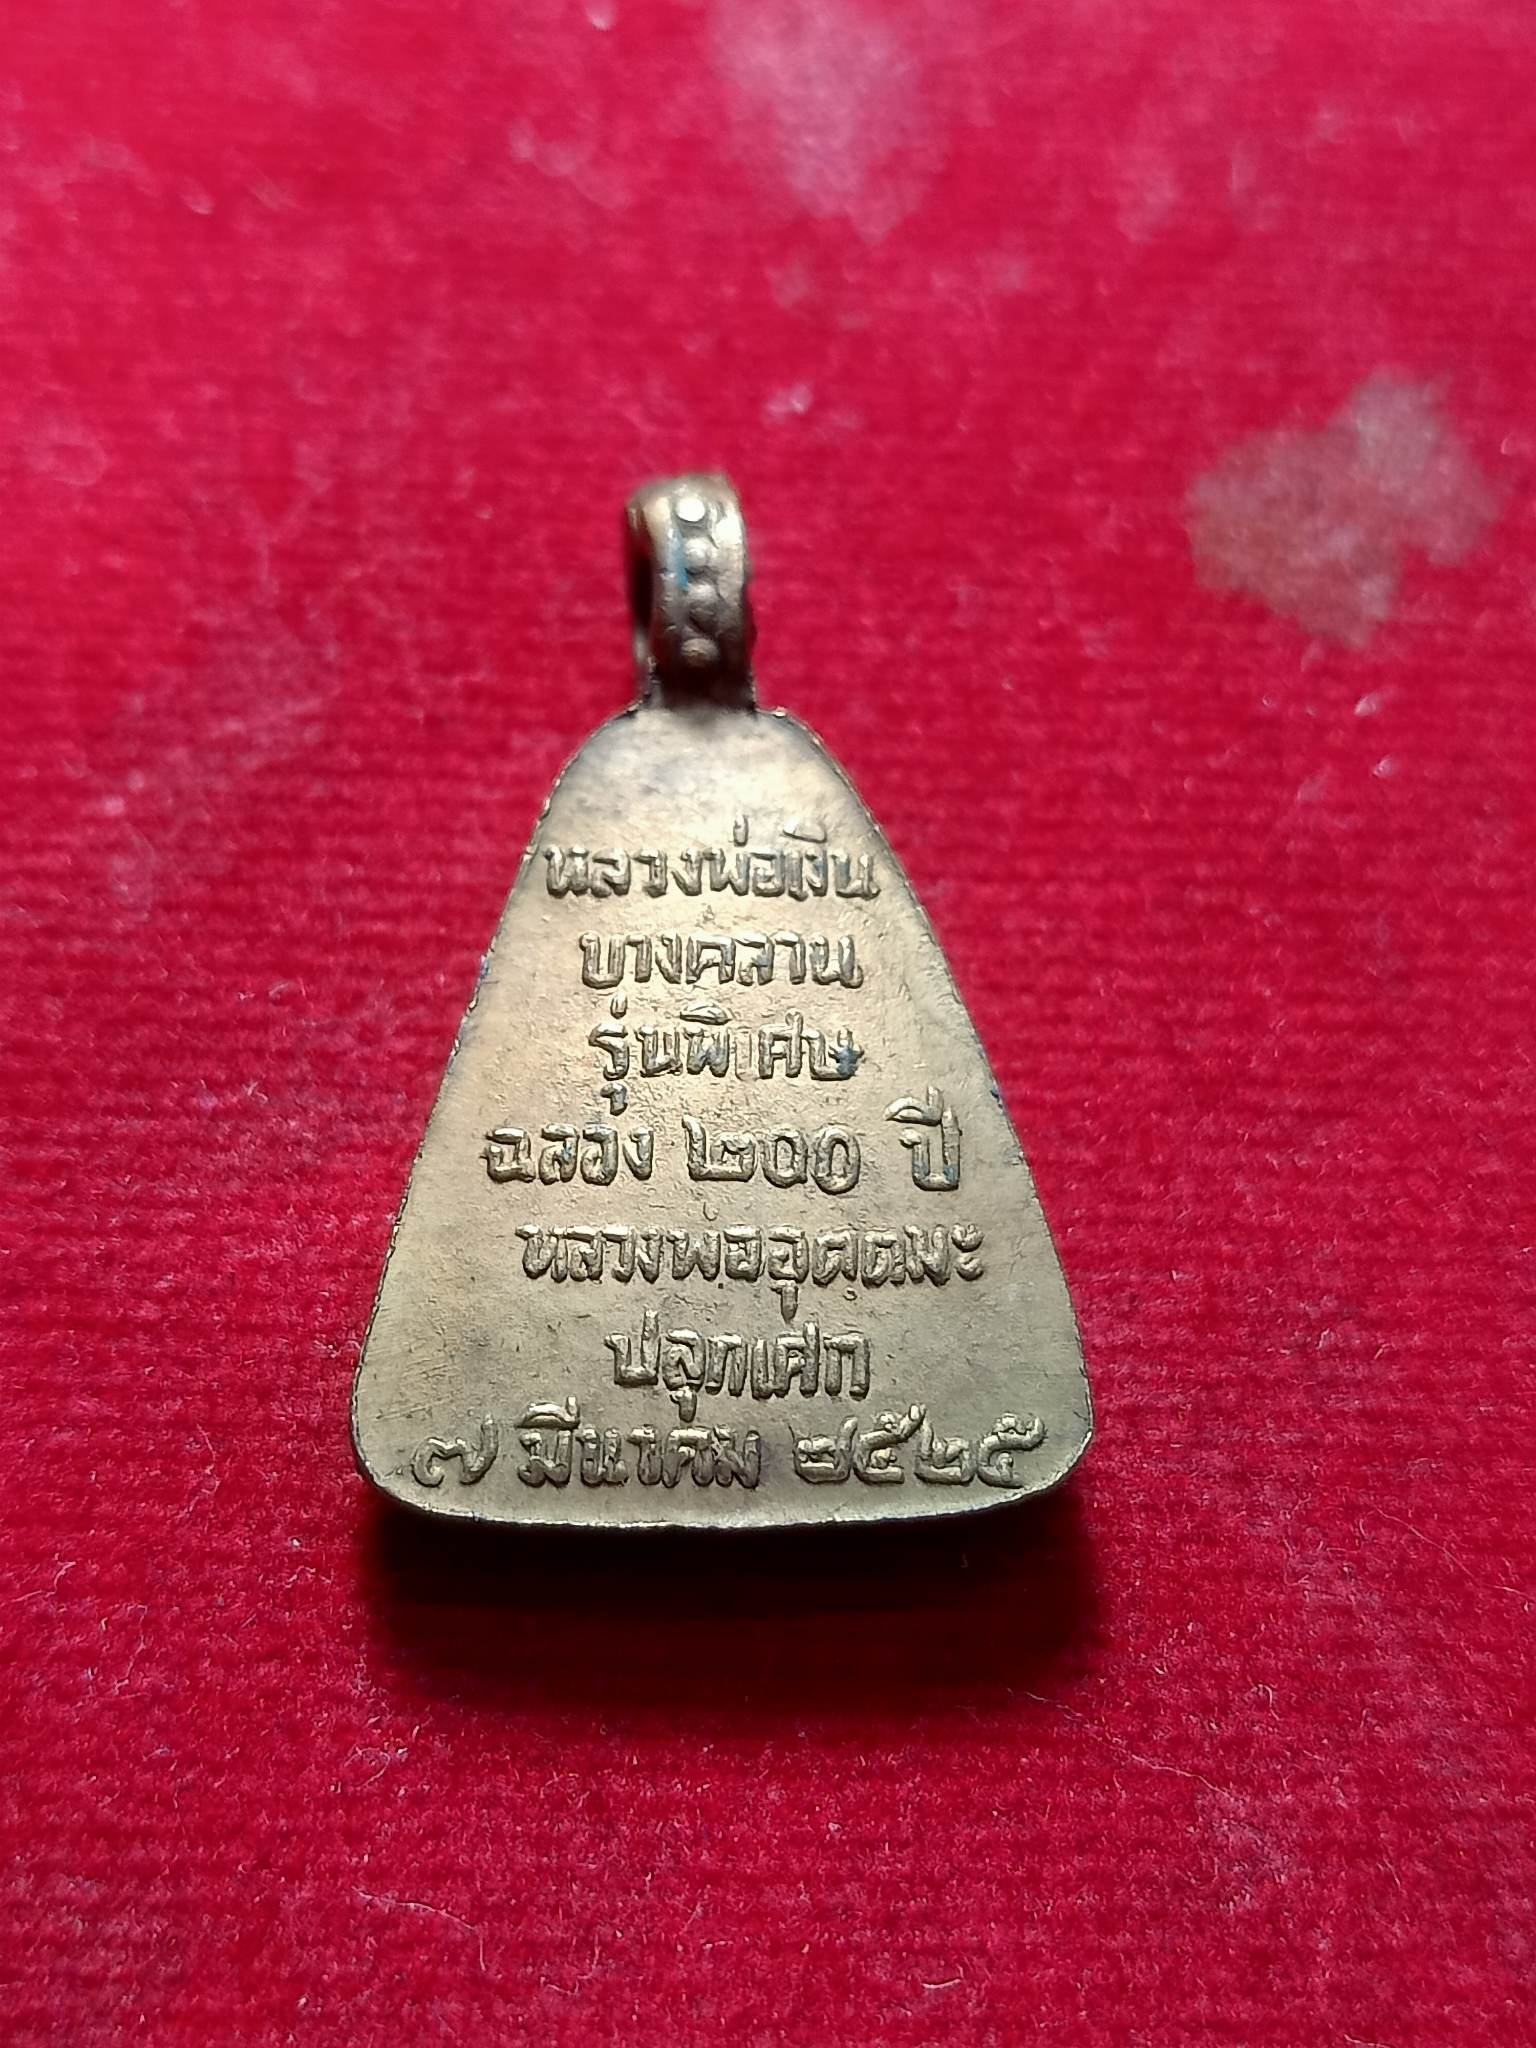 หลวงพ่อเงิน
บางคลาน
รุ่นพิเศษ
ฉลอง ๒๐๐ ปี
หลวงพ่ออุตตมะ
ปลุกเศก
๗ มีนาคม ๒๕๒๕